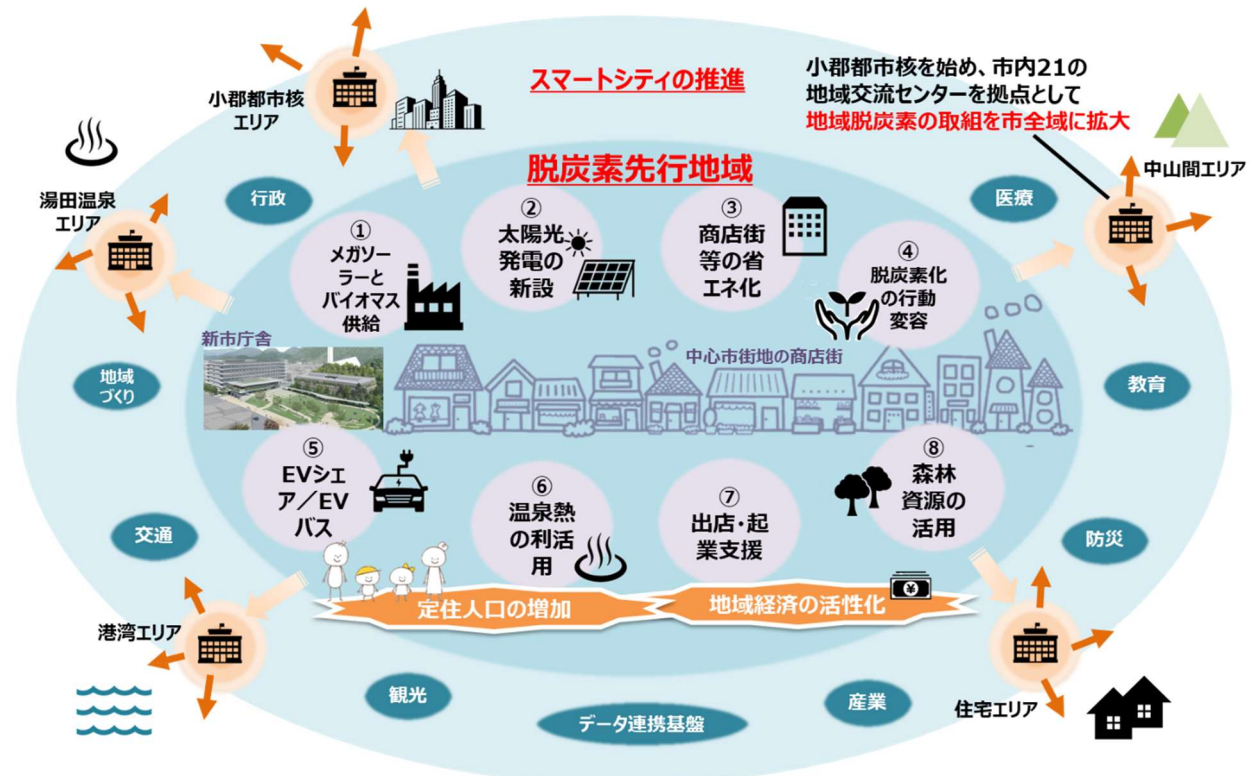 スマートシティの推進
小郡都市核を始め、市内21の
地域交流センターを拠点として
地域脱炭素の取組を市全域に拡大
小郡都市核
エリア
中山間エリア
湯田温泉
エリア
行政
医療
脱炭素先行地域
①
メガソー
ラーと
バイオマス
供給
②
太陽光
発電の
新設
③
商店街
等の省
エネ化
④
脱炭素化
の行動
変容
新市庁舎
中心市街地の商店街
地域
づくり
教育
⑤
EVシェ
ア／EV
バス
⑥
温泉熱
の利活
用
⑦
出店・起
業支援
⑧
森林
資源の
活用
交通
防災
定住人口の増加
地域経済の活性化
港湾エリア
住宅エリア
観光
データ連携基盤
産業
¥